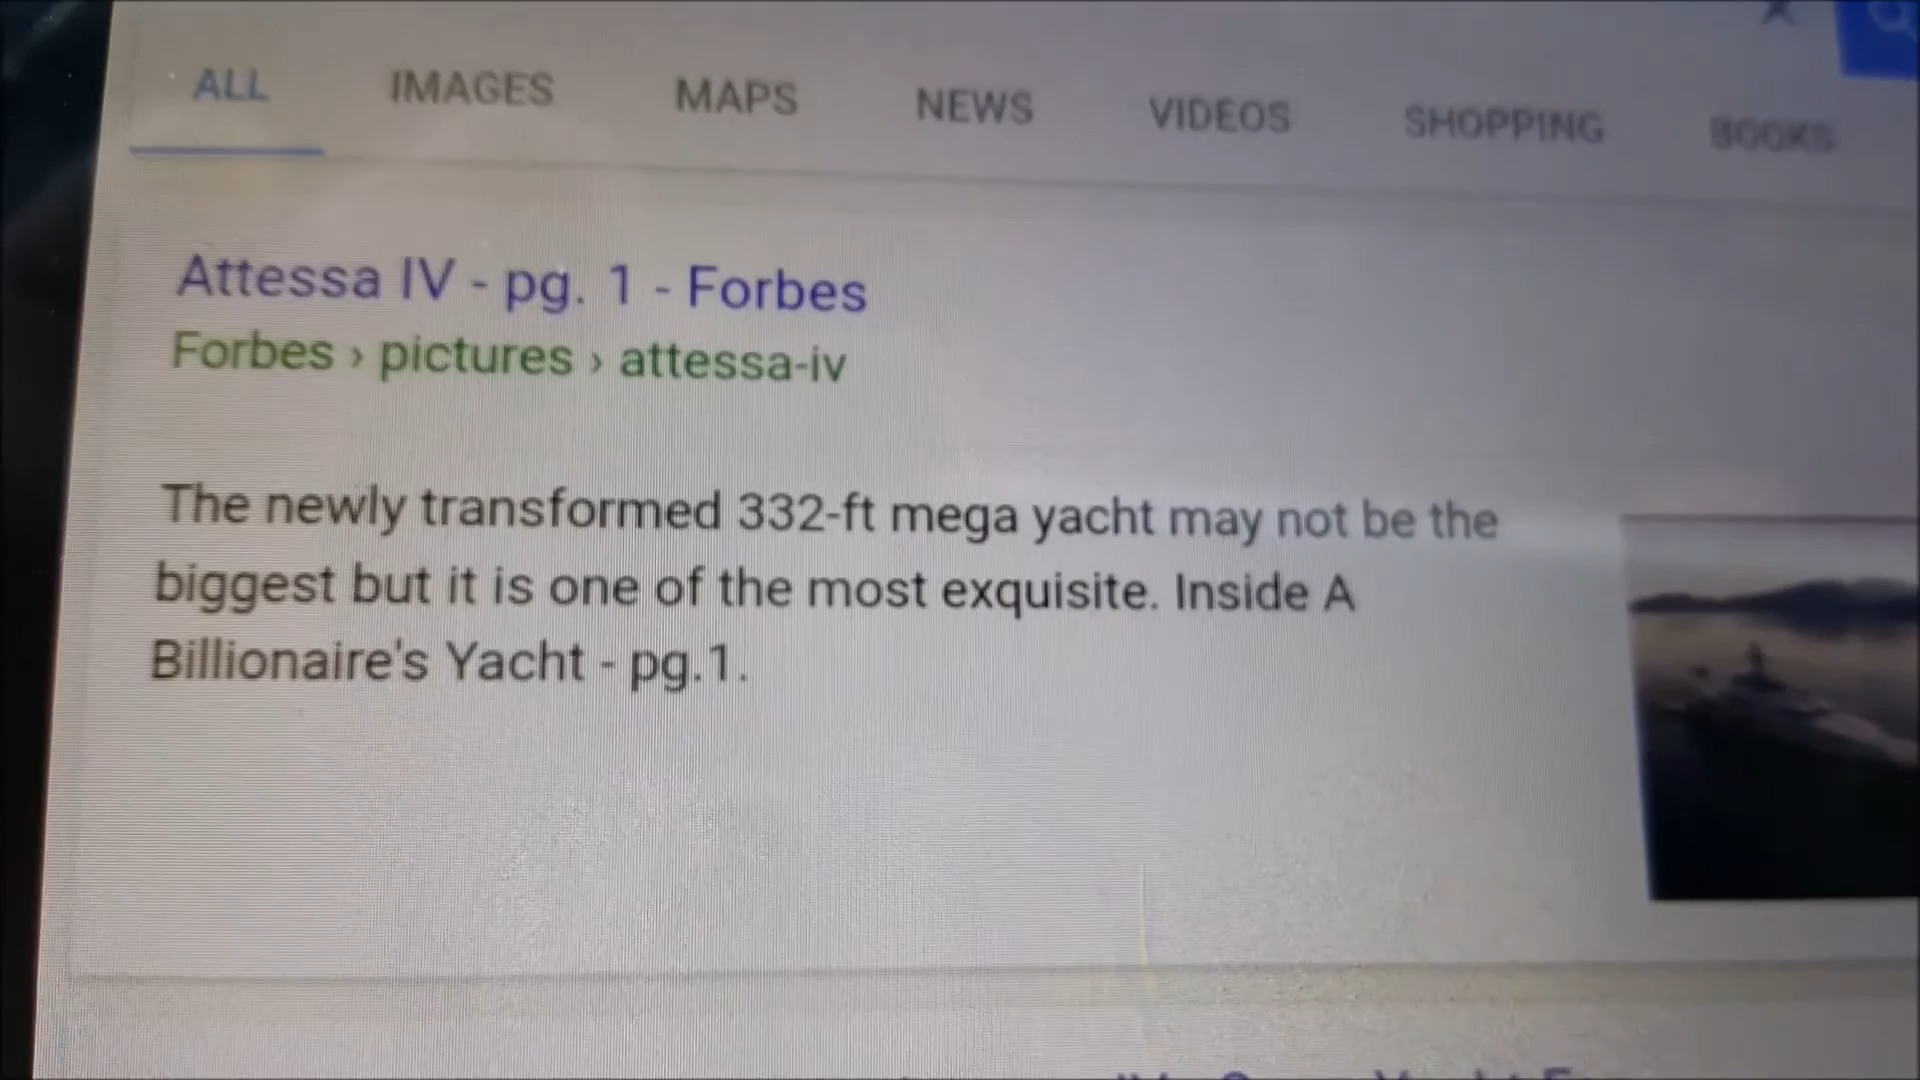 ALL IMAGES MAPS NEWS VIDEOS SHOPPING BOOKS
Attessa IV - pg. 1 - Forbes
Forbes › pictures › attessa-iv
The newly transformed 332-ft mega yacht may not be the
biggest but it is one of the most exquisite. Inside A
Billionaire's Yacht - pg.1.